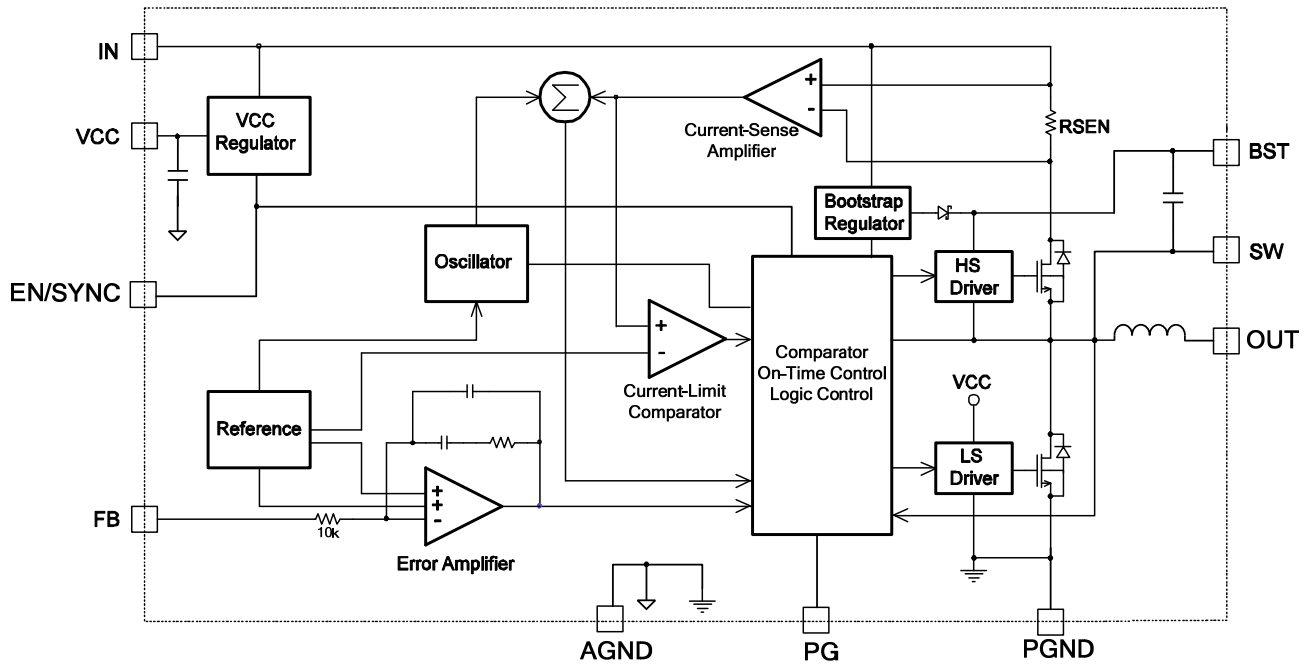 IN
VCC
Regulator
VCC
EN/SYNC
FB
Σ
+
-
Current-Sense
Amplifier
RSEN
BST
Bootstrap
Regulator
SW
Oscillator
HS
Driver
OUT
+
-
Current-Limit
Comparator
Comparator
On-Time Control
Logic Control
VCC
LS
Driver
Reference
+
+
-
10k
Error Amplifier
AGND
PG
PGND